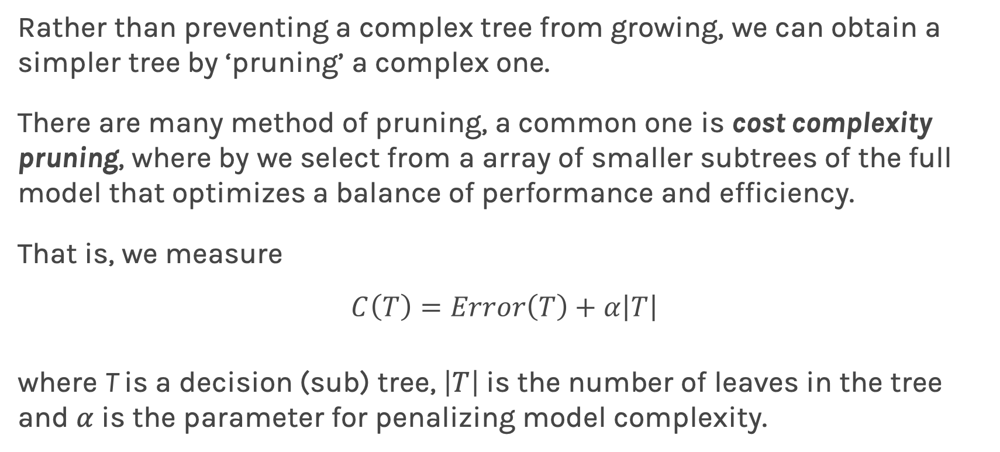 Rather than preventing a complex tree from growing, we can obtain a
simpler tree by ‘pruning’ a complex one.
There are many method of pruning, a common one is cost complexity
pruning, where by we select from a array of smaller subtrees of the full
model that optimizes a balance of performance and efficiency.
That is, we measure
C(T) = Error(T) + α|T|
where T is a decision (sub) tree, |T| is the number of leaves in the tree
and α is the parameter for penalizing model complexity.